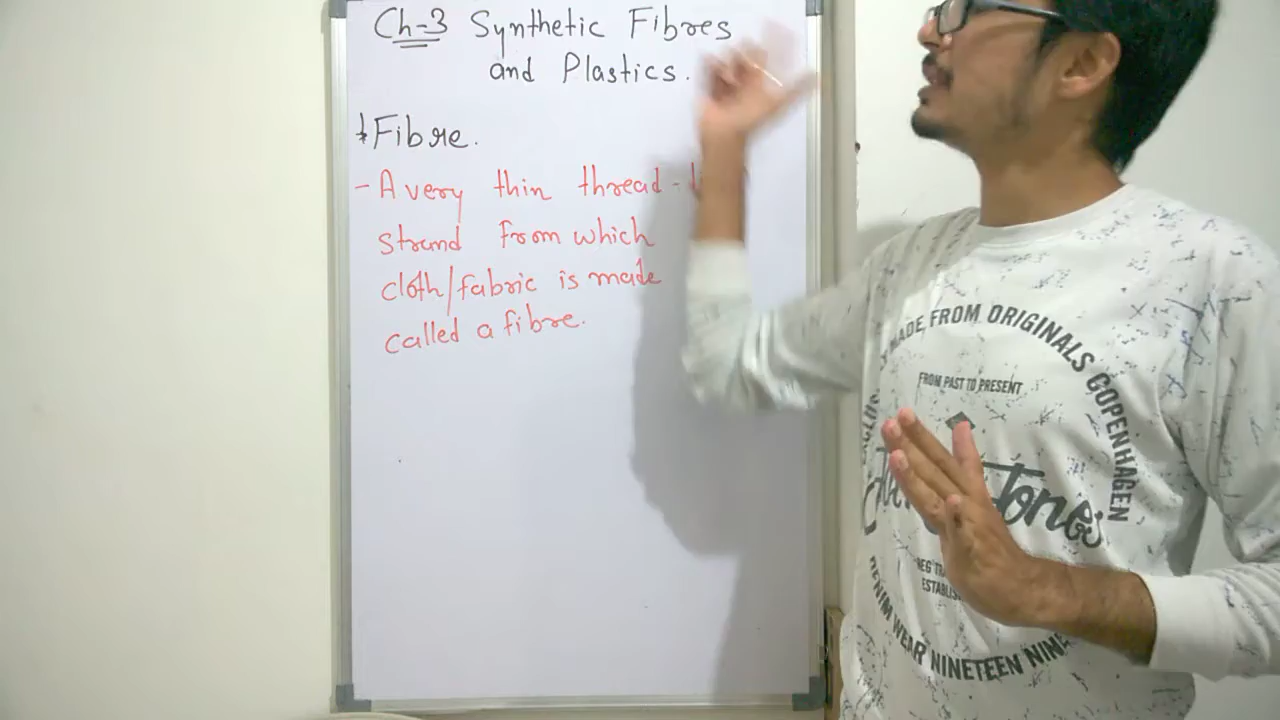 Ch-3 Synthetic Fibres
and Plastics.
Fibre.
- A very thin thread-
strand from which
cloth/fabric is made
called a fibre.
MADE FROM ORIGINALS COPENHAGEN
FROM PAST TO PRESENT
Jones
DENIM WEAR NINETEEN